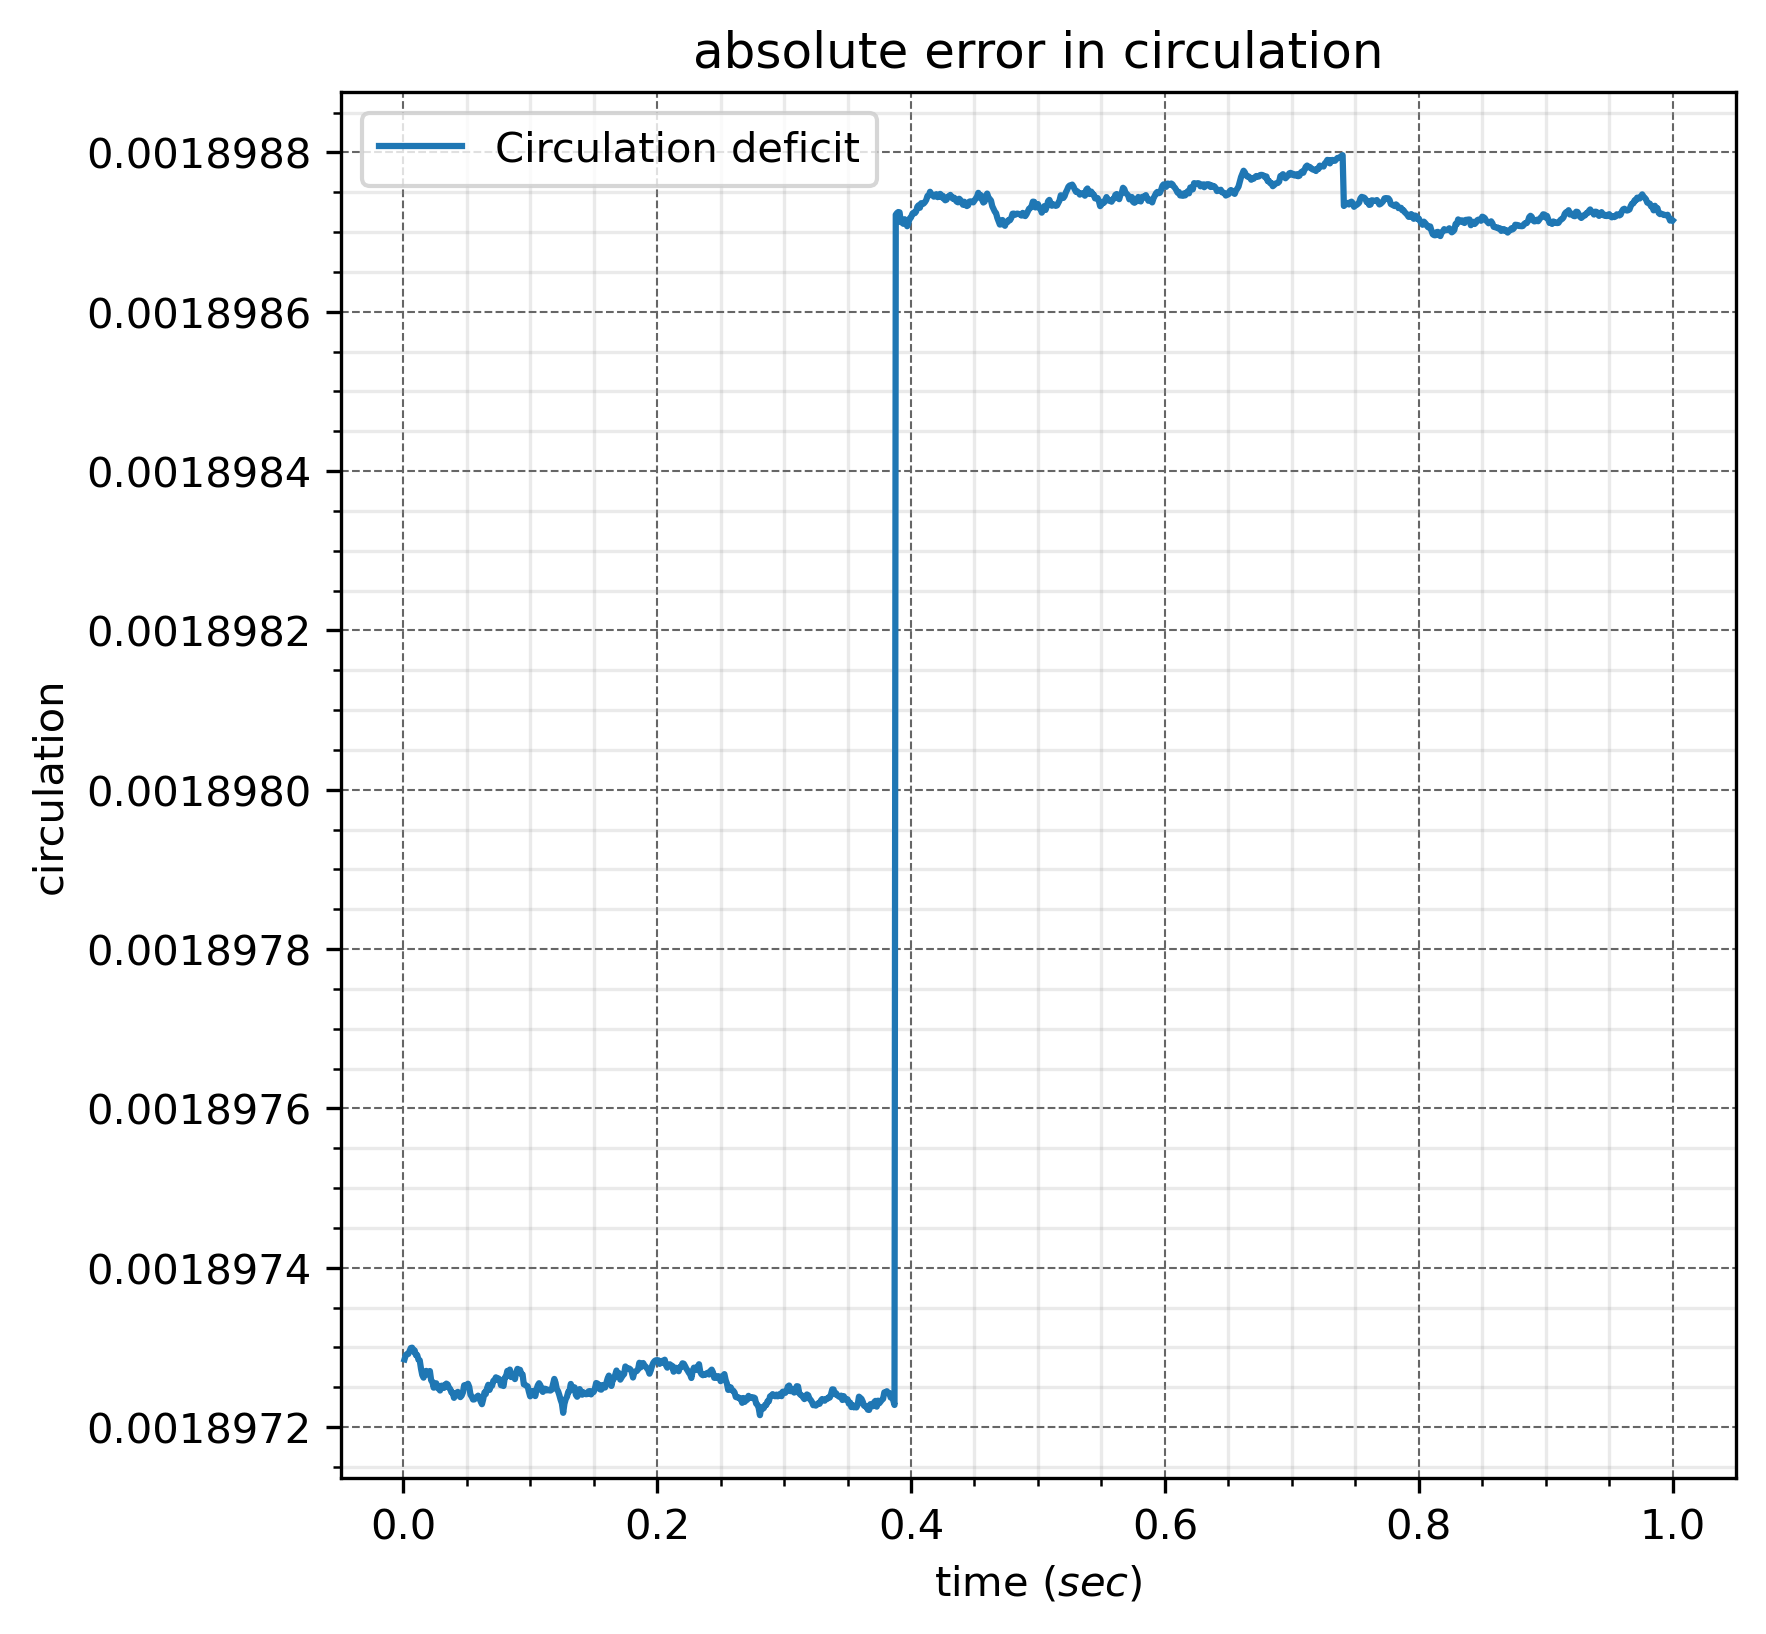 absolute error in circulation
Circulation deficit
0.0018988
0.0018986
0.0018984
0.0018982
0.0018980
0.0018978
0.0018976
0.0018974
0.0018972
circulation
0.0 0.2 0.4 0.6 0.8 1.0
time (sec)